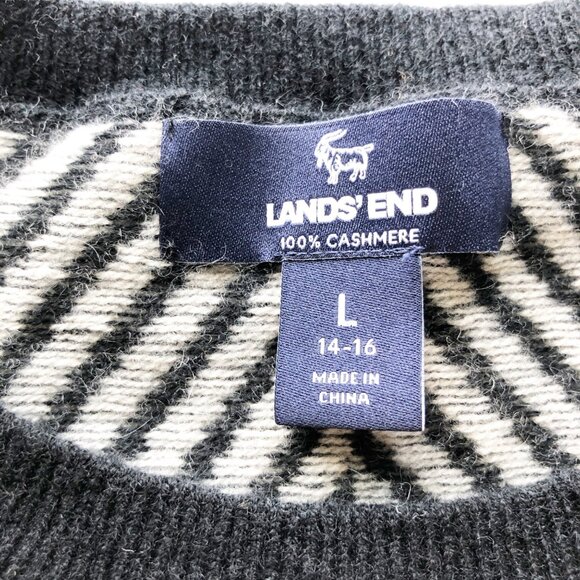 LANDS' END
100% CASHMERE
L
14-16
MADE IN
CHINA